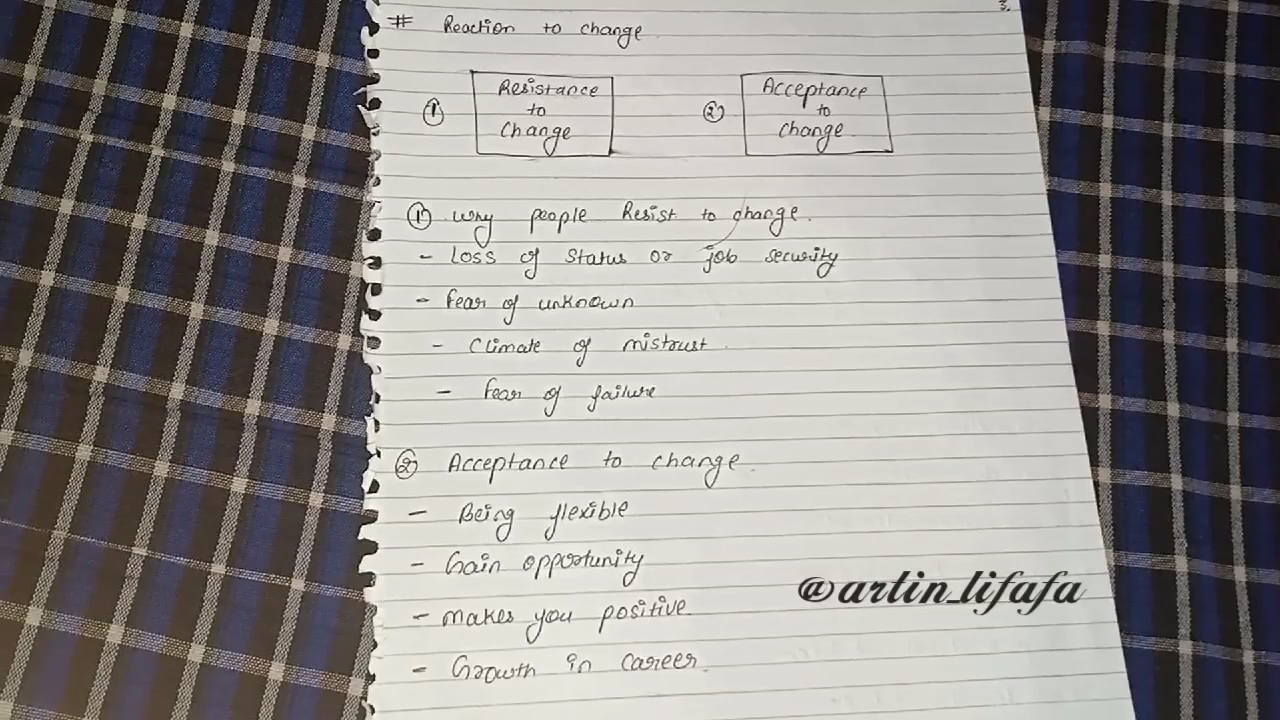 3.
# Reaction to change
① Resistance to Change
② Acceptance to change
① Why people Resist to change.
- Loss of Status or job security
- Fear of unknown
- Climate of mistrust.
- Fear of failure
② Acceptance to change.
- Being flexible
- Gain opportunity
- Makes you positive.
- Growth in career.
@artin_lifafa